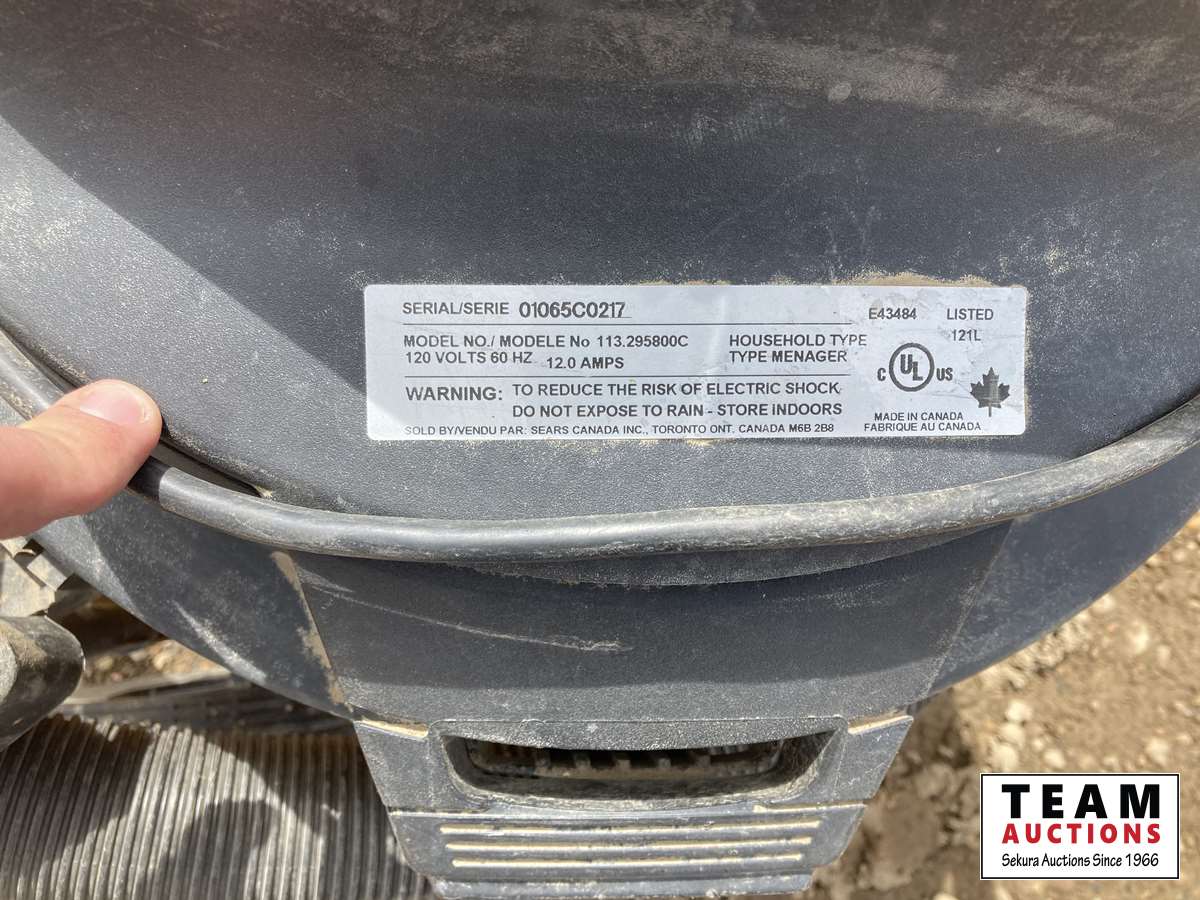 SERIAL/SERIE 01065C0217 E43484 LISTED
121L
MODEL NO./ MODELE No 113.295800C HOUSEHOLD TYPE
120 VOLTS 60 HZ 12.0 AMPS TYPE MENAGER
C UL US
WARNING: TO REDUCE THE RISK OF ELECTRIC SHOCK
DO NOT EXPOSE TO RAIN - STORE INDOORS
SOLD BY/VENDU PAR: SEARS CANADA INC., TORONTO ONT. CANADA M6B 2B8
MADE IN CANADA
FABRIQUE AU CANADA
TEAM
AUCTIONS
Sekura Auctions Since 1966